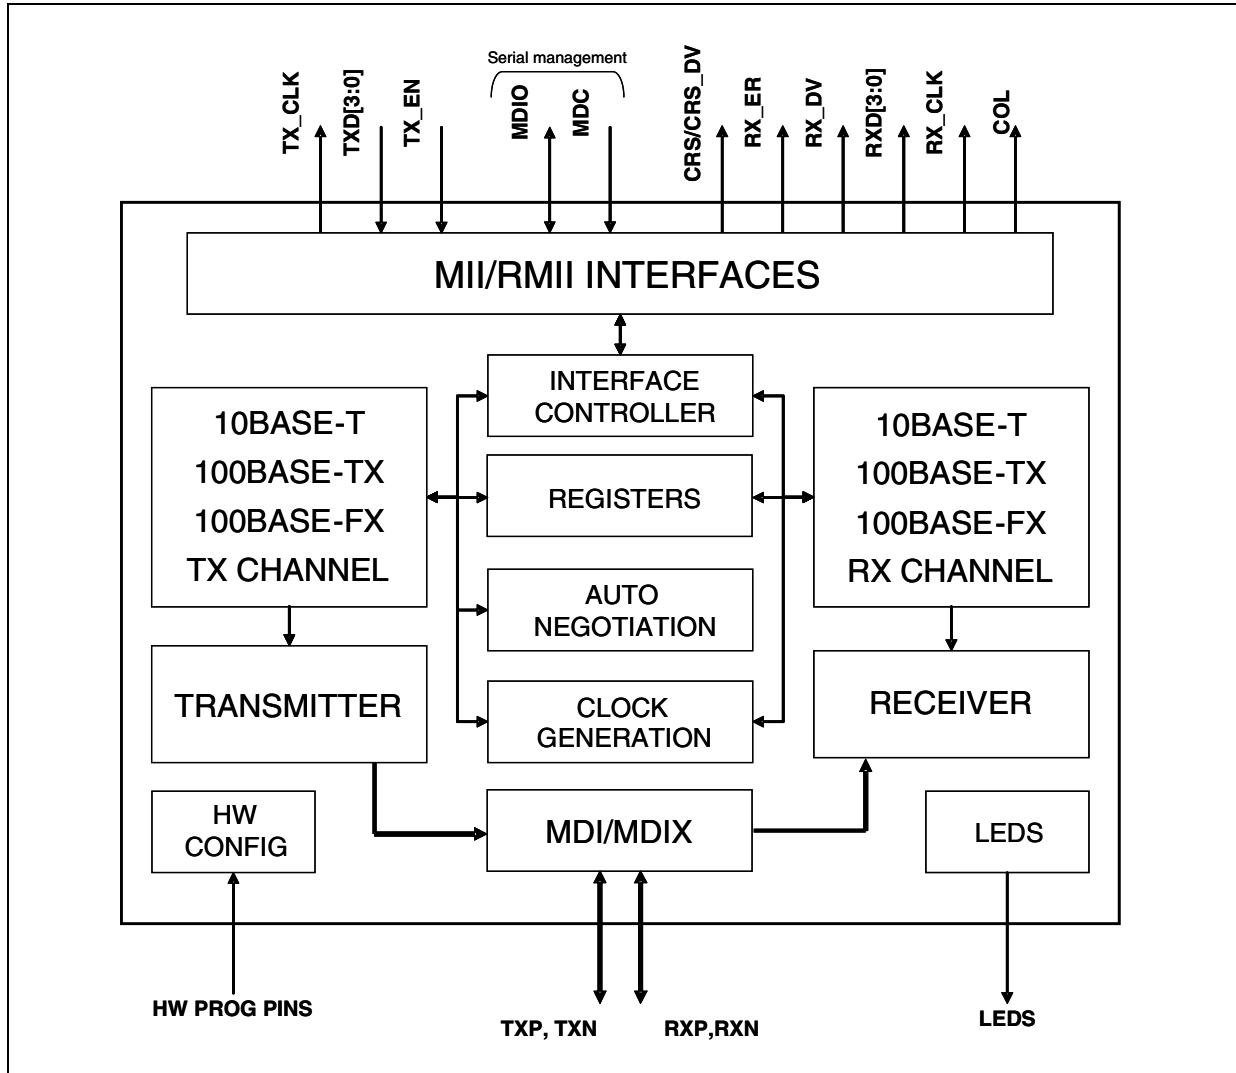 Serial management
TX_CLK
TXD[3:0]
TX_EN
MDIO
MDC
CRS/CRS_DV
RX_ER
RX_DV
RXD[3:0]
RX_CLK
COL
MII/RMII INTERFACES
10BASE-T
100BASE-TX
100BASE-FX
TX CHANNEL
INTERFACE
CONTROLLER
REGISTERS
AUTO
NEGOTIATION
CLOCK
GENERATION
10BASE-T
100BASE-TX
100BASE-FX
RX CHANNEL
TRANSMITTER
RECEIVER
HW
CONFIG
MDI/MDIX
LEDS
HW PROG PINS
TXP, TXN
RXP,RXN
LEDS